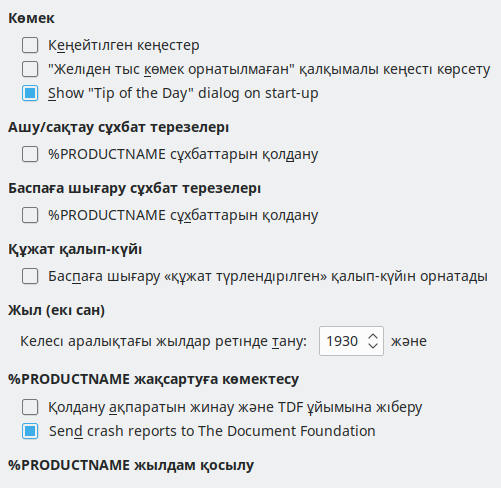 Көмек
Кеңейтілген кеңестер
"Желіден тыс көмек орнатылмаған" қалқымалы кеңесті көрсету
Show "Tip of the Day" dialog on start-up
Ашу/сақтау сұхбат терезелері
%PRODUCTNAME сұхбаттарын қолдану
Баспаға шығару сұхбат терезелері
%PRODUCTNAME сұхбаттарын қолдану
Құжат қалып-күйі
Баспаға шығару «құжат түрлендірілген» қалып-күйін орнатады
Жыл (екі сан)
Келесі аралықтағы жылдар ретінде тану: 1930 және
%PRODUCTNAME жақсартуға көмектесу
Қолдану ақпаратын жинау және TDF ұйымына жіберу
Send crash reports to The Document Foundation
%PRODUCTNAME жылдам қосылу